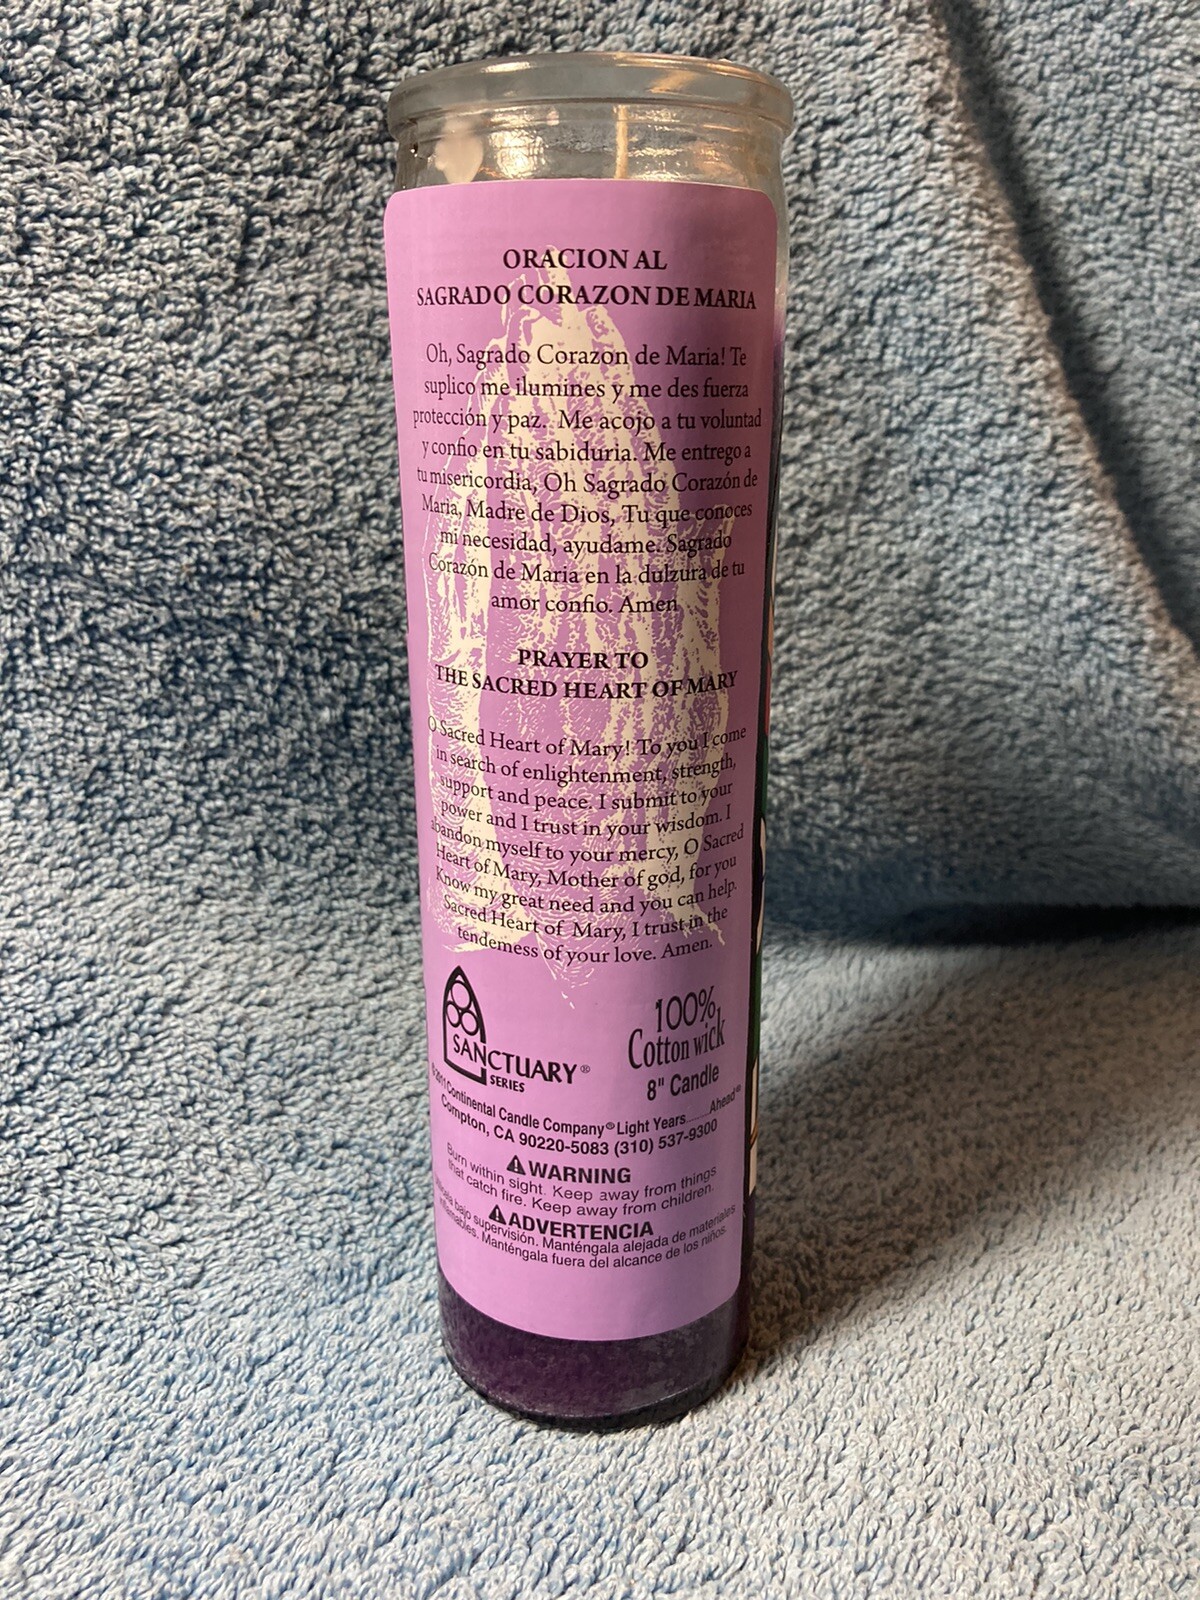 ORACION AL
SAGRADO CORAZON DE MARIA
Oh, Sagrado Corazon de Maria! Te
suplico me ilumines y me des fuerza
protección y paz. Me acojo a tu voluntad
y confio en tu sabiduria. Me entrego a
tu misericordia, Oh Sagrado Corazón de
Maria, Madre de Dios, Tu que conoces
mi necesidad, ayudame. Sagrado
Corazón de Maria en la dulzura de tu
amor confio. Amen
PRAYER TO
THE SACRED HEART OF MARY
O Sacred Heart of Mary! To you I come
in search of enlightenment, strength,
support and peace. I submit to your
power and I trust in your wisdom. I
abandon myself to your mercy, O Sacred
Heart of Mary, Mother of god, for you
Know my great need and you can help.
Sacred Heart of Mary, I trust in the
tenderness of your love. Amen.
SANCTUARY®
SERIES
100%
Cotton wick
8" Candle
©2011 Continental Candle Company® Light Years......Ahead®
Compton, CA 90220-5083 (310) 537-9300
⚠WARNING
Burn within sight. Keep away from things
that catch fire. Keep away from children.
⚠ADVERTENCIA
bajo supervisión. Manténgala alejada de materiales
inflamables. Manténgala fuera del alcance de los niños.